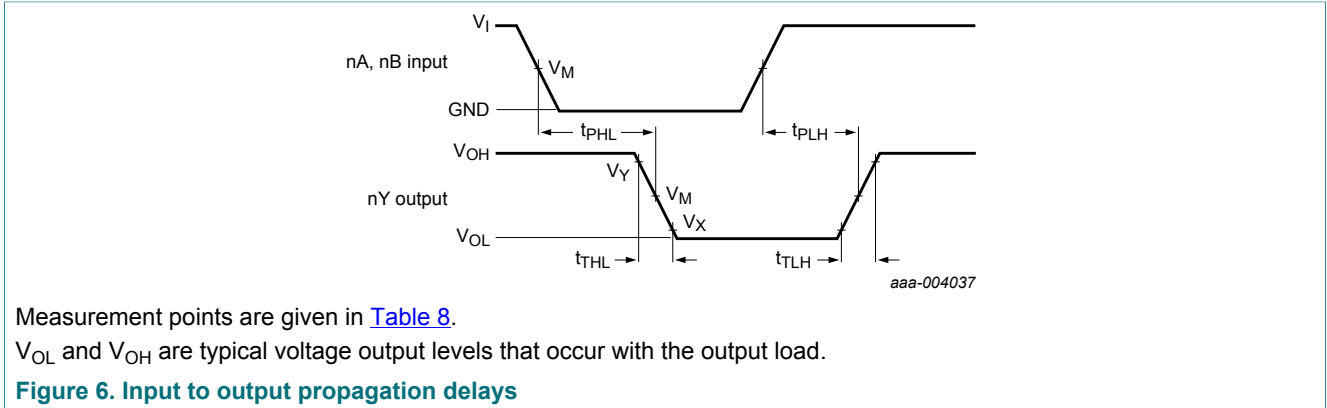 VI
nA, nB input
VM
GND
tPHL
tPLH
VOH
VY
nY output
VM
VX
VOL
tTHL
tTLH
aaa-004037
Measurement points are given in Table 8.
VOL and VOH are typical voltage output levels that occur with the output load.
Figure 6. Input to output propagation delays